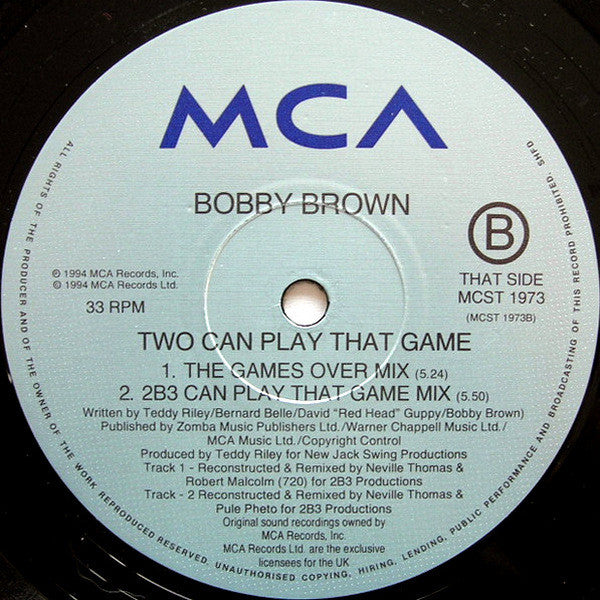 MCA
BOBBY BROWN
B
℗ 1994 MCA Records, Inc.
© 1994 MCA Records Ltd.
33 RPM
THAT SIDE
MCST 1973
(MCST 1973B)
TWO CAN PLAY THAT GAME
1. THE GAMES OVER MIX (5.24)
2. 2B3 CAN PLAY THAT GAME MIX (5.50)
Written by Teddy Riley/Bernard Belle/David “Red Head” Guppy/Bobby Brown)
Published by Zomba Music Publishers Ltd./Warner Chappell Music Ltd./
MCA Music Ltd./Copyright Control
Produced by Teddy Riley for New Jack Swing Productions
Track 1 - Reconstructed & Remixed by Neville Thomas &
Robert Malcolm (720) for 2B3 Productions
Track - 2 Reconstructed & Remixed by Neville Thomas &
Pule Pheto for 2B3 Productions
Original sound recordings owned by
MCA Records, Inc.
MCA Records Ltd. are the exclusive
licensees for the UK
ALL RIGHTS OF THE PRODUCER AND OF THE OWNER OF THE WORK REPRODUCED RESERVED. UNAUTHORISED COPYING, HIRING, LENDING, PUBLIC PERFORMANCE AND BROADCASTING OF THIS RECORD PROHIBITED. SHFD